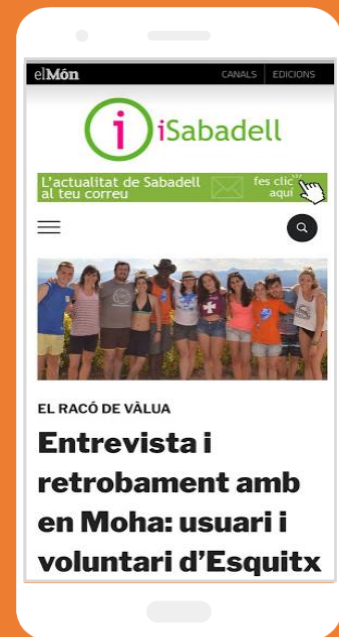 elMón CANALS EDICIONS
i iSabadell
L'actualitat de Sabadell fes clic
al teu correu aquí
EL RACÓ DE VÀLUA
Entrevista i
retrobament amb
en Moha: usuari i
voluntari d'Esquitx